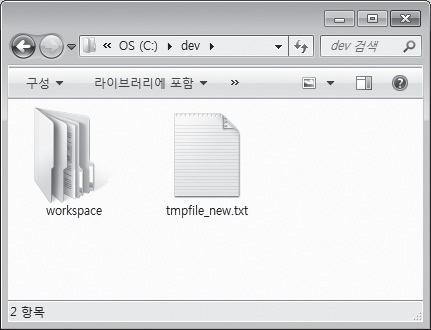 « OS (C:) ▸ dev ▸
dev 검색
구성 라이브러리에 포함 »
workspace
tmpfile_new.txt
2 항목